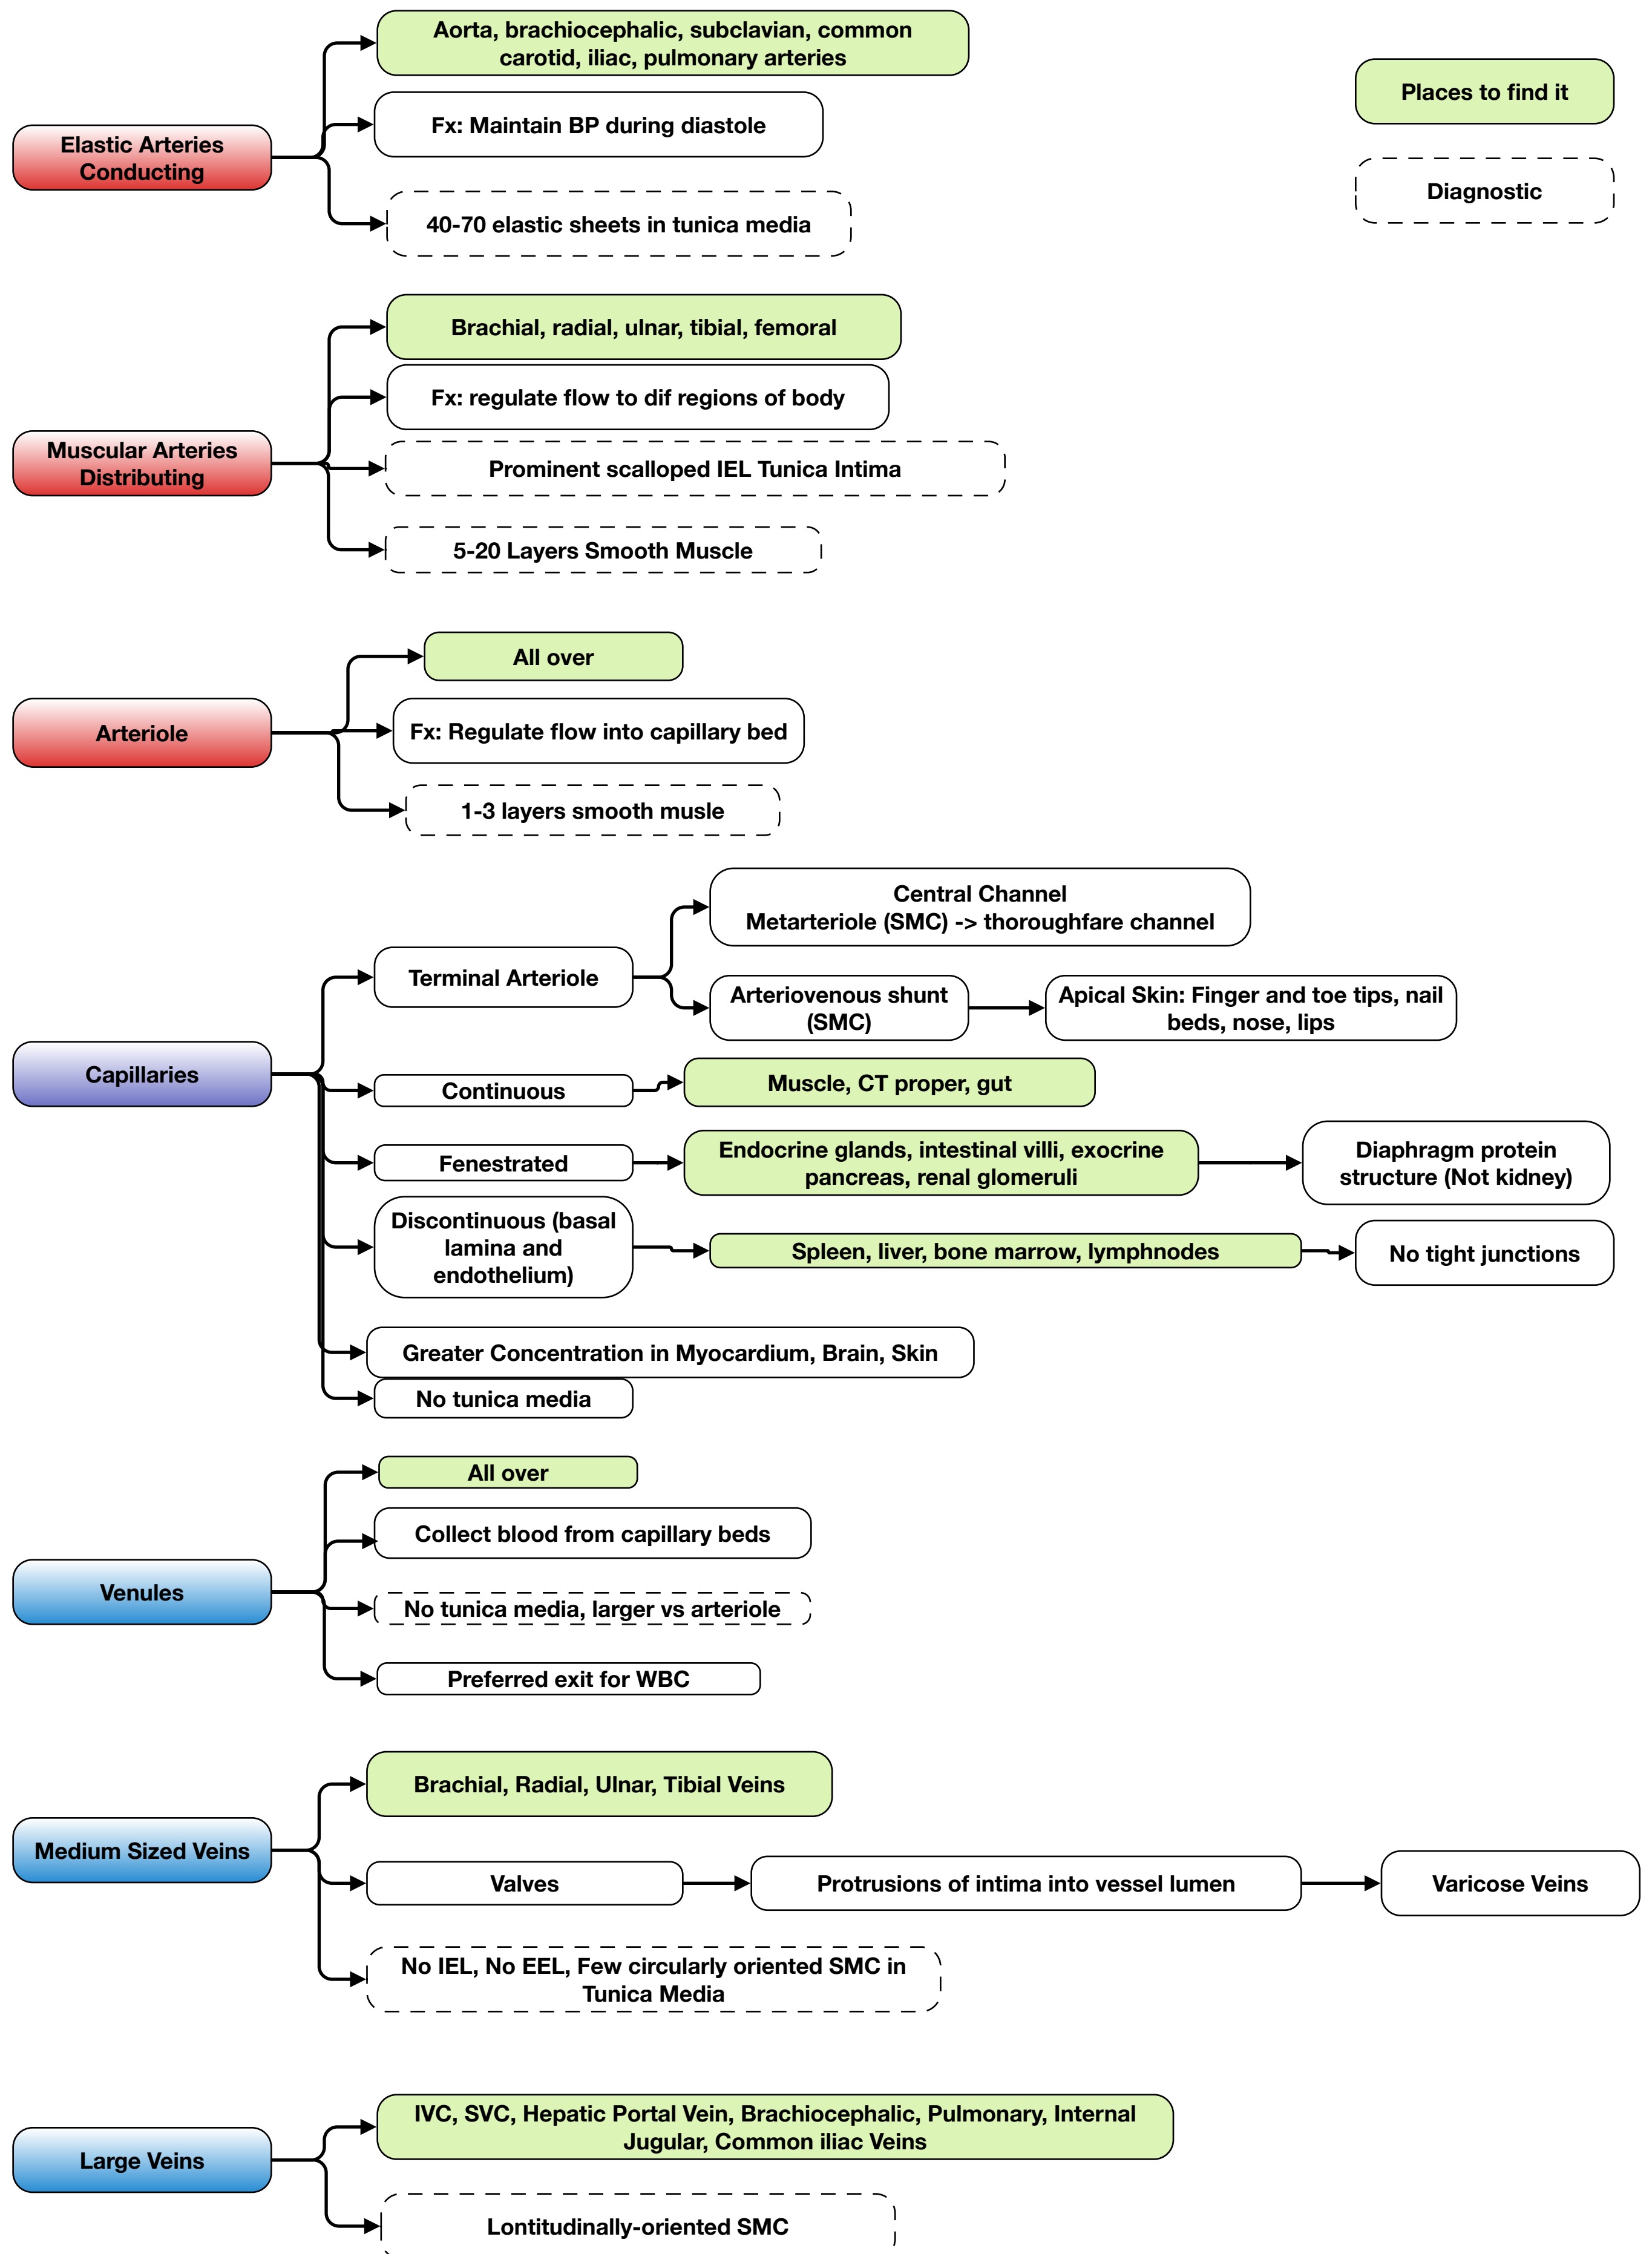 Aorta, brachiocephalic, subclavian, common
carotid, iliac, pulmonary arteries
Places to find it
Fx: Maintain BP during diastole
Elastic Arteries
Conducting
Diagnostic
40-70 elastic sheets in tunica media
Brachial, radial, ulnar, tibial, femoral
Fx: regulate flow to dif regions of body
Muscular Arteries
Distributing
Prominent scalloped IEL Tunica Intima
5-20 Layers Smooth Muscle
All over
Arteriole
Fx: Regulate flow into capillary bed
1-3 layers smooth musle
Central Channel
Metarteriole (SMC) -> thoroughfare channel
Terminal Arteriole
Arteriovenous shunt
(SMC)
Apical Skin: Finger and toe tips, nail
beds, nose, lips
Capillaries
Continuous
Muscle, CT proper, gut
Fenestrated
Endocrine glands, intestinal villi, exocrine
pancreas, renal glomeruli
Diaphragm protein
structure (Not kidney)
Discontinuous (basal
lamina and
endothelium)
Spleen, liver, bone marrow, lymphnodes
No tight junctions
Greater Concentration in Myocardium, Brain, Skin
No tunica media
All over
Collect blood from capillary beds
Venules
No tunica media, larger vs arteriole
Preferred exit for WBC
Brachial, Radial, Ulnar, Tibial Veins
Medium Sized Veins
Valves
Protrusions of intima into vessel lumen
Varicose Veins
No IEL, No EEL, Few circularly oriented SMC in
Tunica Media
IVC, SVC, Hepatic Portal Vein, Brachiocephalic, Pulmonary, Internal
Jugular, Common iliac Veins
Large Veins
Lontitudinally-oriented SMC